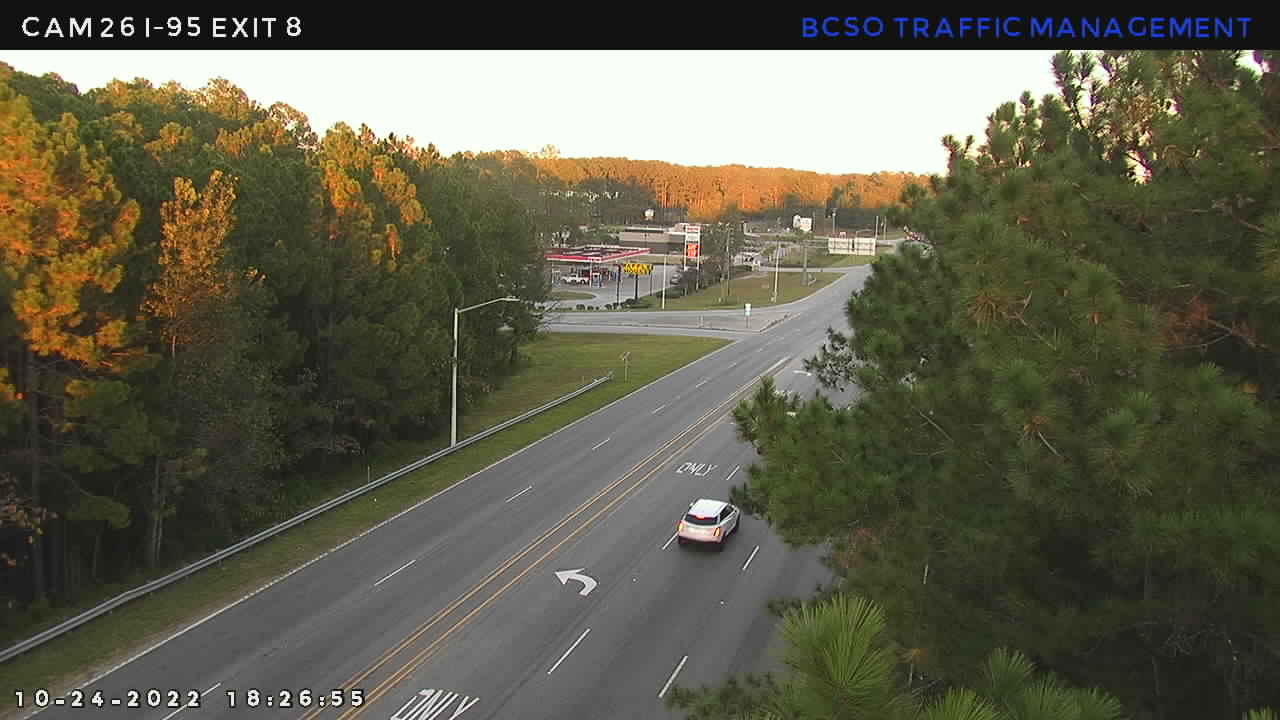 CAM 26 I-95 EXIT 8
BCSO TRAFFIC MANAGEMENT
ONLY
ONLY
10-24-2022 18:26:55